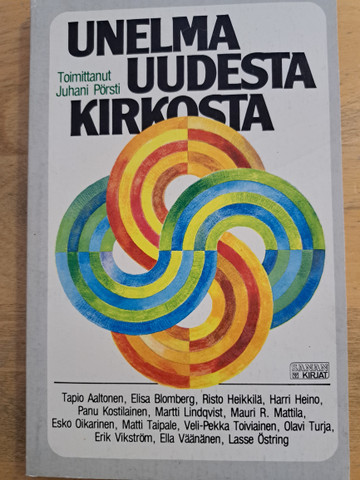 UNELMA
UUDESTA
KIRKOSTA
Toimittanut
Juhani Pörsti
SANAN
KIRJAT
Tapio Aaltonen, Elisa Blomberg, Risto Heikkilä, Harri Heino,
Panu Kostilainen, Martti Lindqvist, Mauri R. Mattila,
Esko Oikarinen, Matti Taipale, Veli-Pekka Toiviainen, Olavi Turja,
Erik Vikström, Ella Väänänen, Lasse Östring